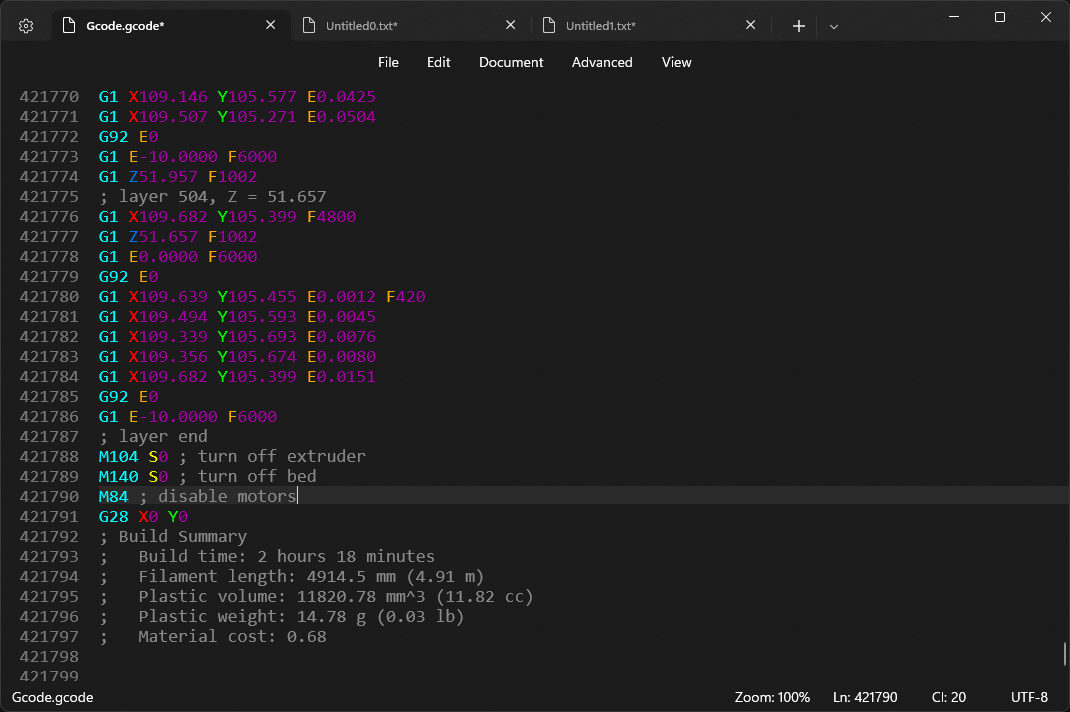 Gcode.gcode*
Untitled0.txt*
Untitled1.txt*
File Edit Document Advanced View
421770 G1 X109.146 Y105.577 E0.0425
421771 G1 X109.507 Y105.271 E0.0504
421772 G92 E0
421773 G1 E-10.0000 F6000
421774 G1 Z51.957 F1002
421775 ; layer 504, Z = 51.657
421776 G1 X109.682 Y105.399 F4800
421777 G1 Z51.657 F1002
421778 G1 E0.0000 F6000
421779 G92 E0
421780 G1 X109.639 Y105.455 E0.0012 F420
421781 G1 X109.494 Y105.593 E0.0045
421782 G1 X109.339 Y105.693 E0.0076
421783 G1 X109.356 Y105.674 E0.0080
421784 G1 X109.682 Y105.399 E0.0151
421785 G92 E0
421786 G1 E-10.0000 F6000
421787 ; layer end
421788 M104 S0 ; turn off extruder
421789 M140 S0 ; turn off bed
421790 M84 ; disable motors
421791 G28 X0 Y0
421792 ; Build Summary
421793 ;   Build time: 2 hours 18 minutes
421794 ;   Filament length: 4914.5 mm (4.91 m)
421795 ;   Plastic volume: 11820.78 mm^3 (11.82 cc)
421796 ;   Plastic weight: 14.78 g (0.03 lb)
421797 ;   Material cost: 0.68
421798
421799
Gcode.gcode Zoom: 100% Ln: 421790 Cl: 20 UTF-8